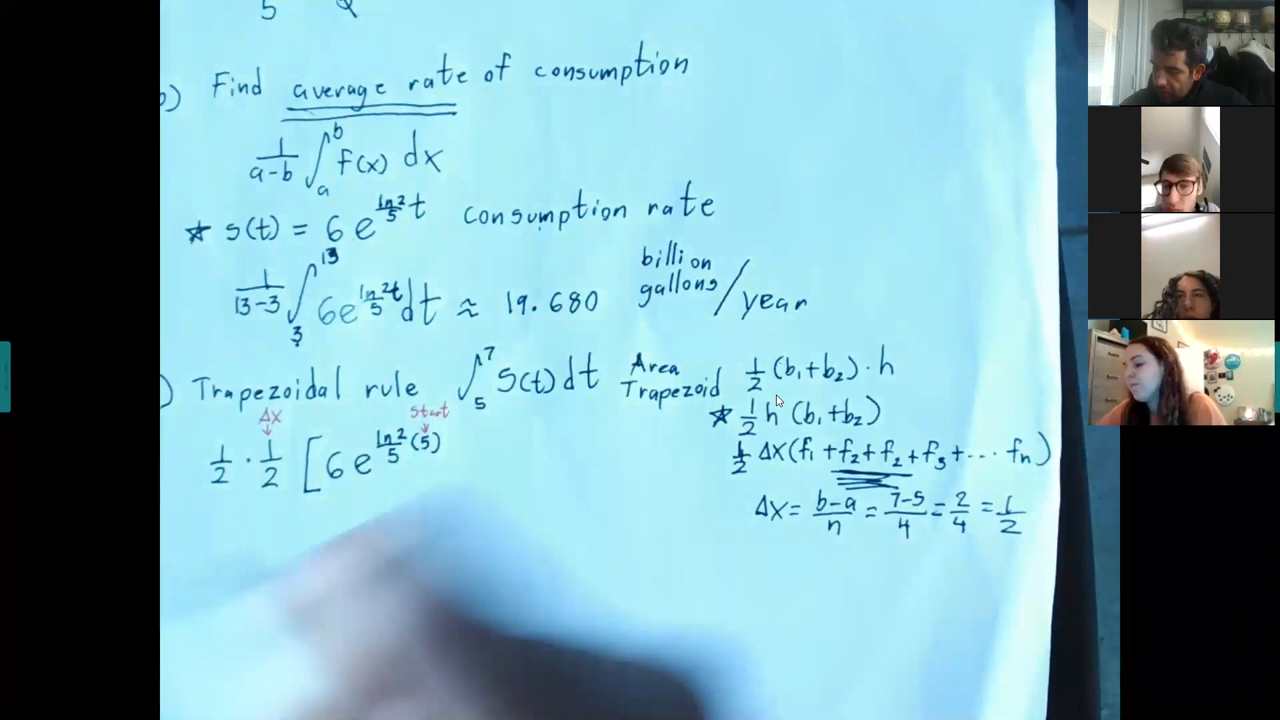 5
) Find average rate of consumption
1/(a-b) ∫_a^b f(x) dx
★ s(t) = 6e^(ln2/5 t) consumption rate
1/(13-3) ∫_3^13 6e^(ln2/5 t) dt ≈ 19.680 billion gallons/year
) Trapezoidal rule ∫_5^7 S(t) dt Area Trapezoid 1/2 (b₁+b₂)·h
★ 1/2 h (b₁+b₂)
Δx start
1/2 · 1/2 [6e^(ln2/5 (5))
1/2 Δx(f₁+f₂+f₂+f₃+... fₙ)
Δx = (b-a)/n = (7-5)/4 = 2/4 = 1/2